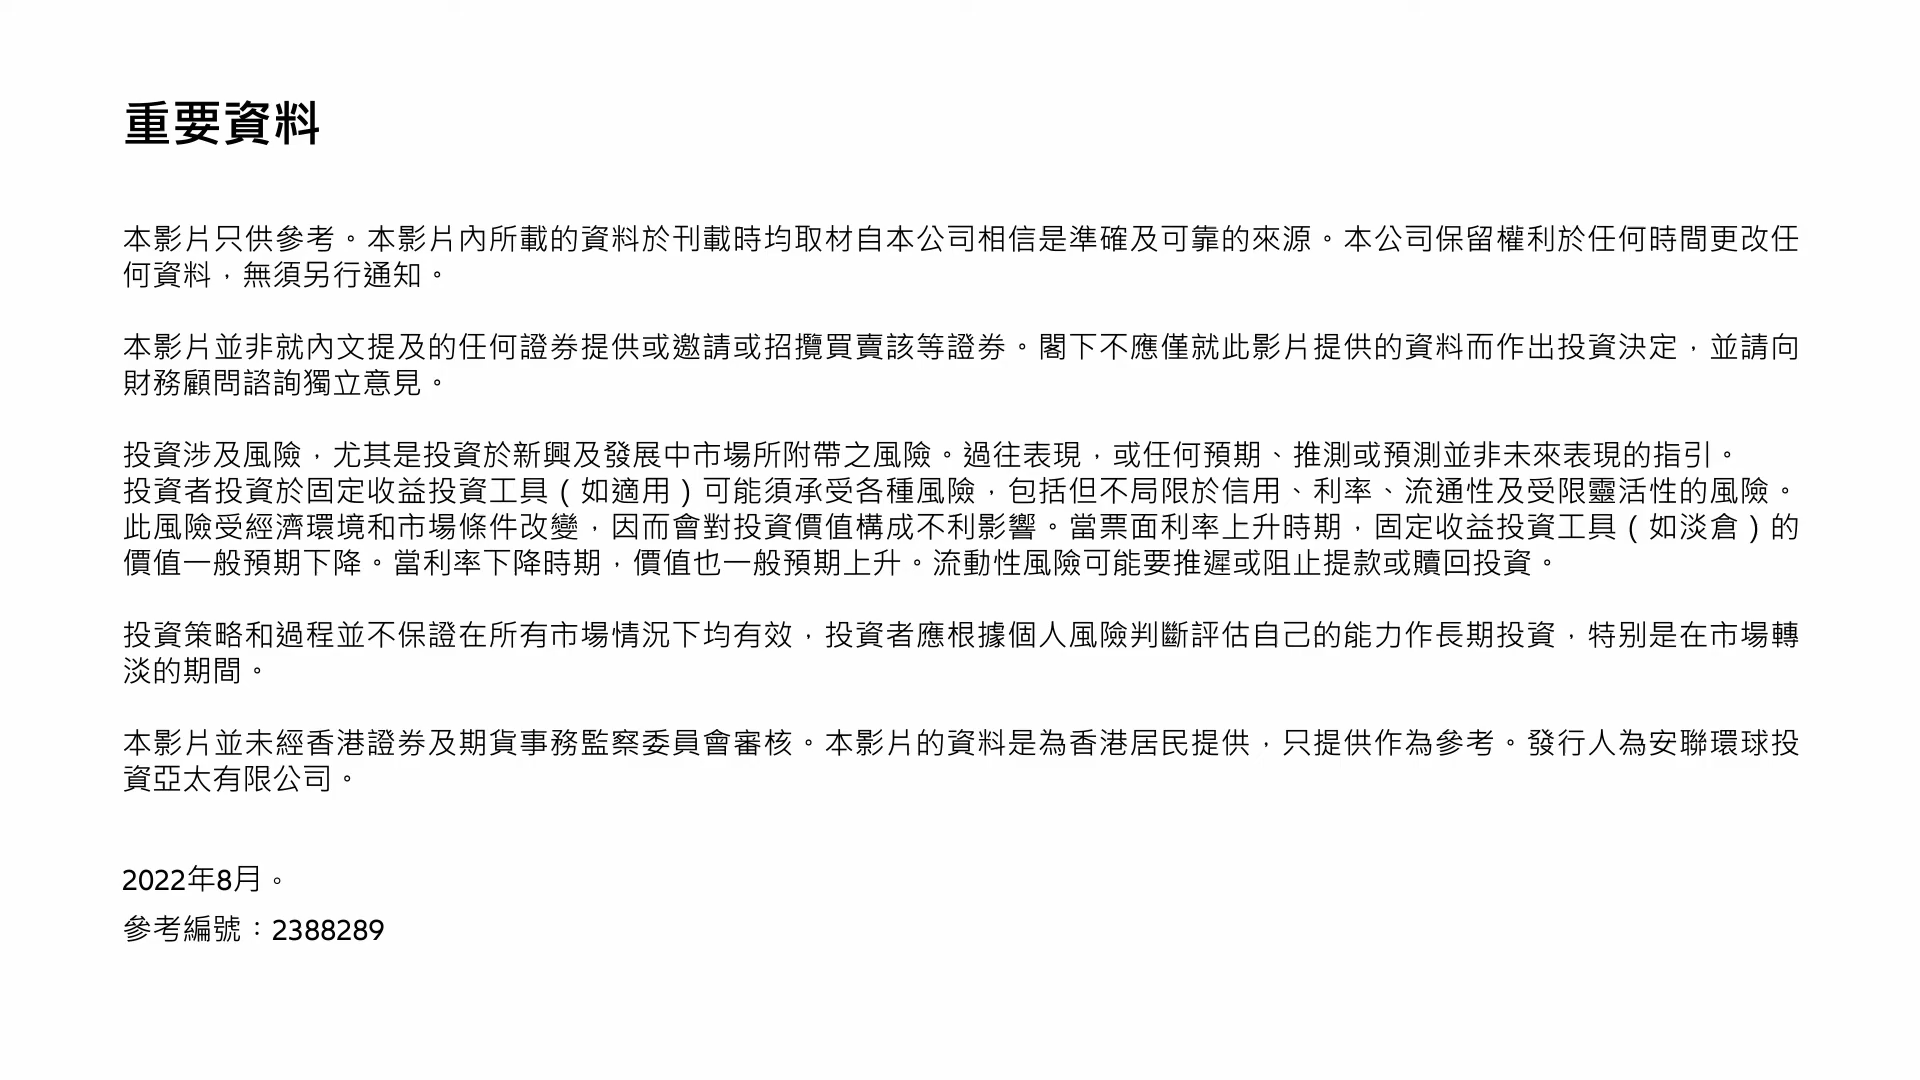 重要資料
本影片只供參考。本影片內所載的資料於刊載時均取材自本公司相信是準確及可靠的來源。本公司保留權利於任何時間更改任
何資料，無須另行通知。
本影片並非就內文提及的任何證券提供或邀請或招攬買賣該等證券。閣下不應僅就此影片提供的資料而作出投資決定，並請向
財務顧問諮詢獨立意見。
投資涉及風險，尤其是投資於新興及發展中市場所附帶之風險。過往表現，或任何預期、推測或預測並非未來表現的指引。
投資者投資於固定收益投資工具（如適用）可能須承受各種風險，包括但不局限於信用、利率、流通性及受限靈活性的風險。
此風險受經濟環境和市場條件改變，因而會對投資價值構成不利影響。當票面利率上升時期，固定收益投資工具（如淡倉）的
價值一般預期下降。當利率下降時期，價值也一般預期上升。流動性風險可能要推遲或阻止提款或贖回投資。
投資策略和過程並不保證在所有市場情況下均有效，投資者應根據個人風險判斷評估自己的能力作長期投資，特別是在市場轉
淡的期間。
本影片並未經香港證券及期貨事務監察委員會審核。本影片的資料是為香港居民提供，只提供作為參考。發行人為安聯環球投
資亞太有限公司。
2022年8月。
參考編號：2388289